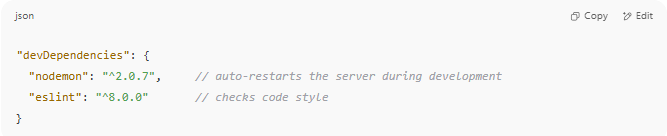 json
Copy
Edit
"devDependencies": {
  "nodemon": "^2.0.7",     // auto-restarts the server during development
  "eslint": "^8.0.0"       // checks code style
}